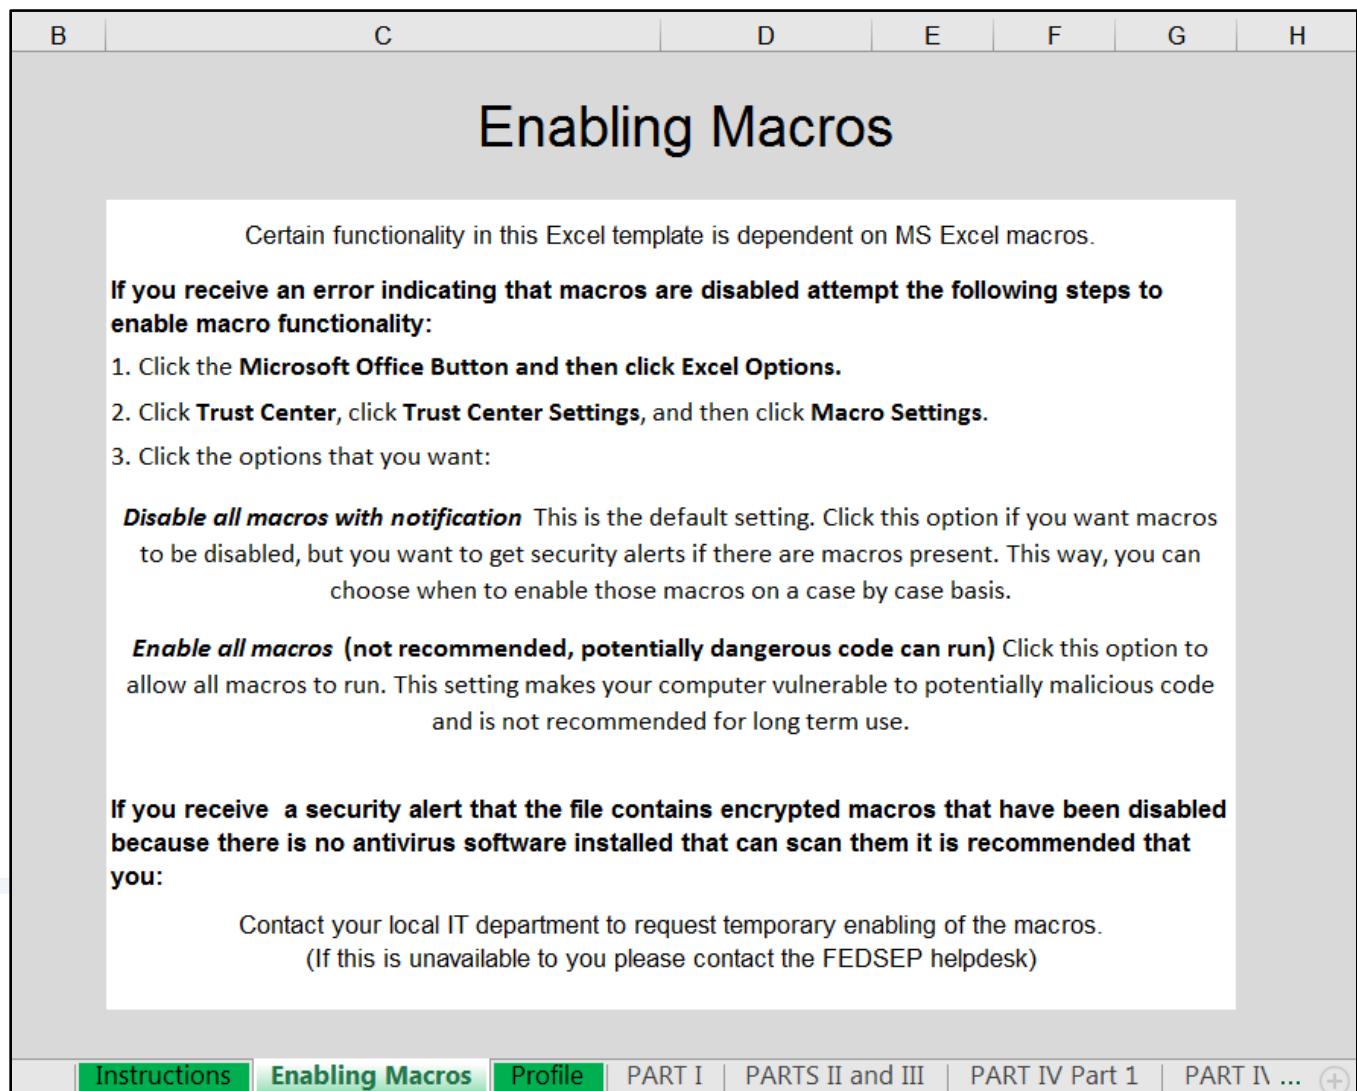 B C D E F G H
Enabling Macros
Certain functionality in this Excel template is dependent on MS Excel macros.
If you receive an error indicating that macros are disabled attempt the following steps to
enable macro functionality:
1. Click the Microsoft Office Button and then click Excel Options.
2. Click Trust Center, click Trust Center Settings, and then click Macro Settings.
3. Click the options that you want:
Disable all macros with notification This is the default setting. Click this option if you want macros
to be disabled, but you want to get security alerts if there are macros present. This way, you can
choose when to enable those macros on a case by case basis.
Enable all macros (not recommended, potentially dangerous code can run) Click this option to
allow all macros to run. This setting makes your computer vulnerable to potentially malicious code
and is not recommended for long term use.
If you receive  a security alert that the file contains encrypted macros that have been disabled
because there is no antivirus software installed that can scan them it is recommended that
you:
Contact your local IT department to request temporary enabling of the macros.
(If this is unavailable to you please contact the FEDSEP helpdesk)
Instructions Enabling Macros Profile PART I PARTS II and III PART IV Part 1 PART IV ...